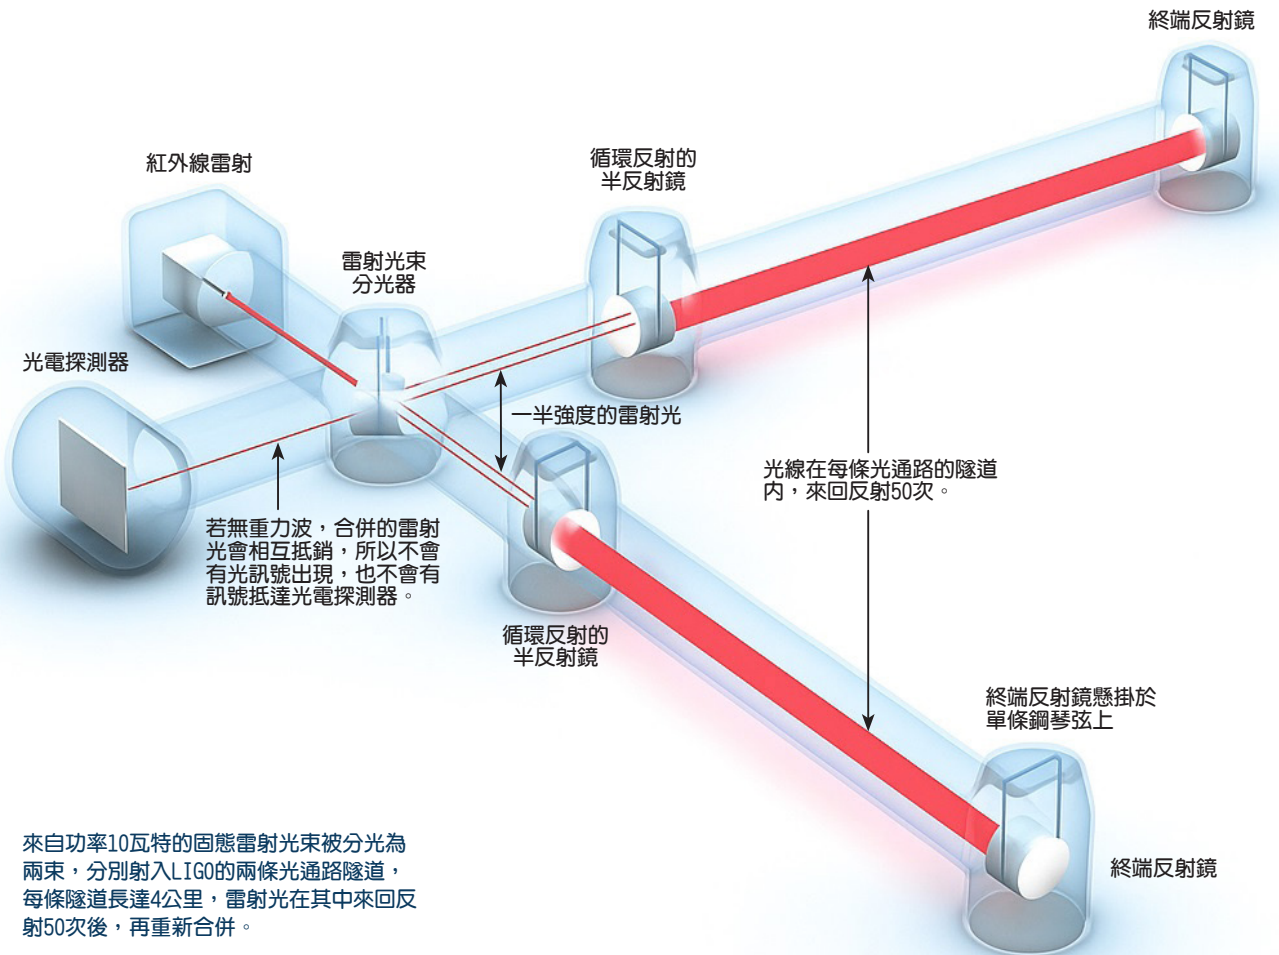 終端反射鏡
紅外線雷射
循環反射的
半反射鏡
雷射光束
分光器
光電探測器
一半強度的雷射光
光線在每條光通路的隧道
內，來回反射50次。
若無重力波，合併的雷射
光會相互抵銷，所以不會
有光訊號出現，也不會有
訊號抵達光電探測器。
循環反射的
半反射鏡
終端反射鏡懸掛於
單條鋼琴弦上
終端反射鏡
來自功率10瓦特的固態雷射光束被分光為
兩束，分別射入LIGO的兩條光通路隧道，
每條隧道長達4公里，雷射光在其中來回反
射50次後，再重新合併。